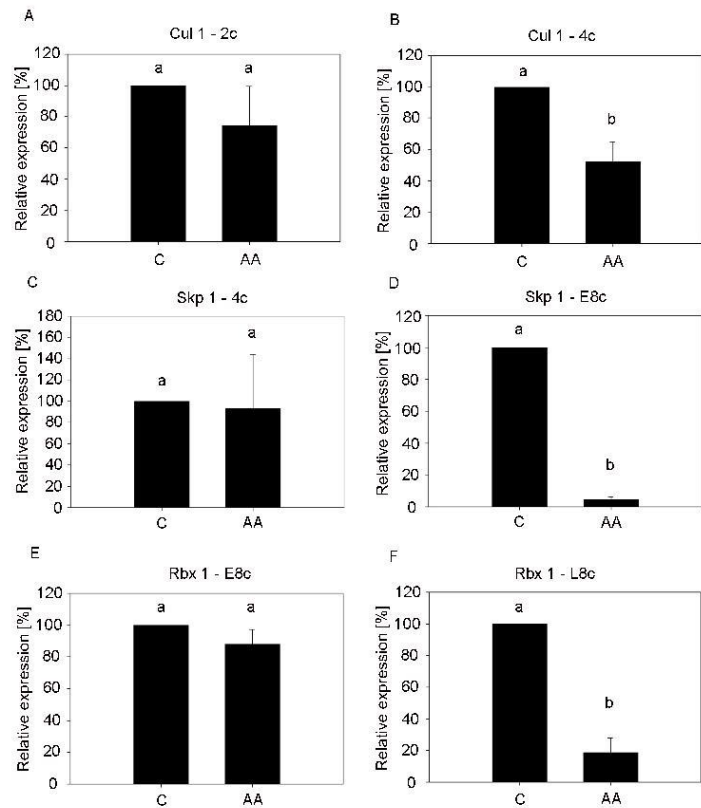 A
Cul 1 - 2c
Relative expression [%]
120
100
80
60
40
20
0
a
a
C
AA
B
Cul 1 - 4c
Relative expression [%]
120
100
80
60
40
20
0
a
b
C
AA
C
Skp 1 - 4c
Relative expression [%]
180
160
140
120
100
80
60
40
20
0
a
a
C
AA
D
Skp 1 - E8c
Relative expression [%]
120
100
80
60
40
20
0
a
b
C
AA
E
Rbx 1 - E8c
Relative expression [%]
120
100
80
60
40
20
0
a
a
C
AA
F
Rbx 1 - L8c
Relative expression [%]
120
100
80
60
40
20
0
a
b
C
AA